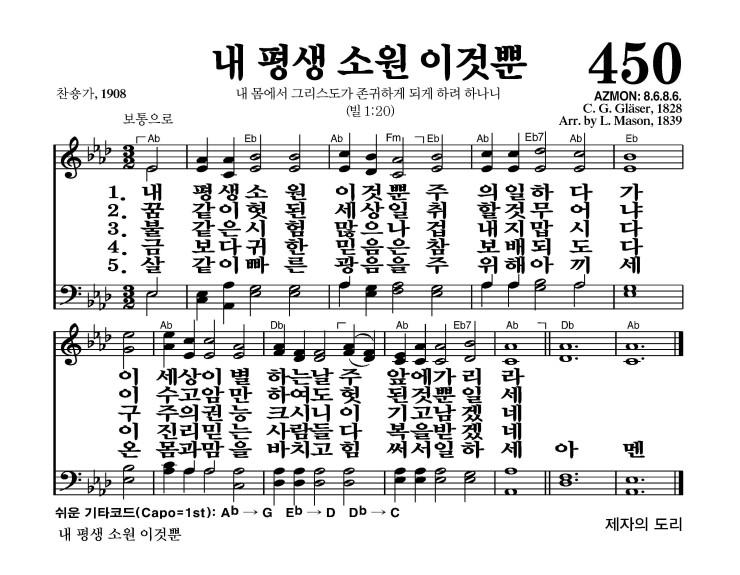 내 평생 소원 이것뿐
450
찬송가, 1908
내 몸에서 그리스도가 존귀하게 되게 하려 하나니
(빌 1:20)
AZMON: 8.6.8.6.
C. G. Gläser, 1828
Arr. by L. Mason, 1839
보통으로
Ab Eb Ab Fm Eb Ab Eb7 Ab Eb
1. 내 평생소원 이것뿐 주의일하다가
2. 꿈같이헛된 세상일 취할것무어냐
3. 불같은시험 많으나 겁내지맙시다
4. 금보다귀한 믿음은 참보배되도다
5. 살같이빠른 광음을 주위해아끼세
Ab Db Ab Eb7 Ab Db Ab
이 세상이별 하는날 주 앞에가리라
이 수고암만 하여도 헛된것뿐일세
구주의권능 크시니 이기고남겠네
이 진리믿는 사람들 다 복을받겠네
온 몸과맘을 바치고 힘써서일하세 아멘
쉬운 기타코드(Capo=1st): Ab → G Eb → D Db → C
내 평생 소원 이것뿐
제자의 도리